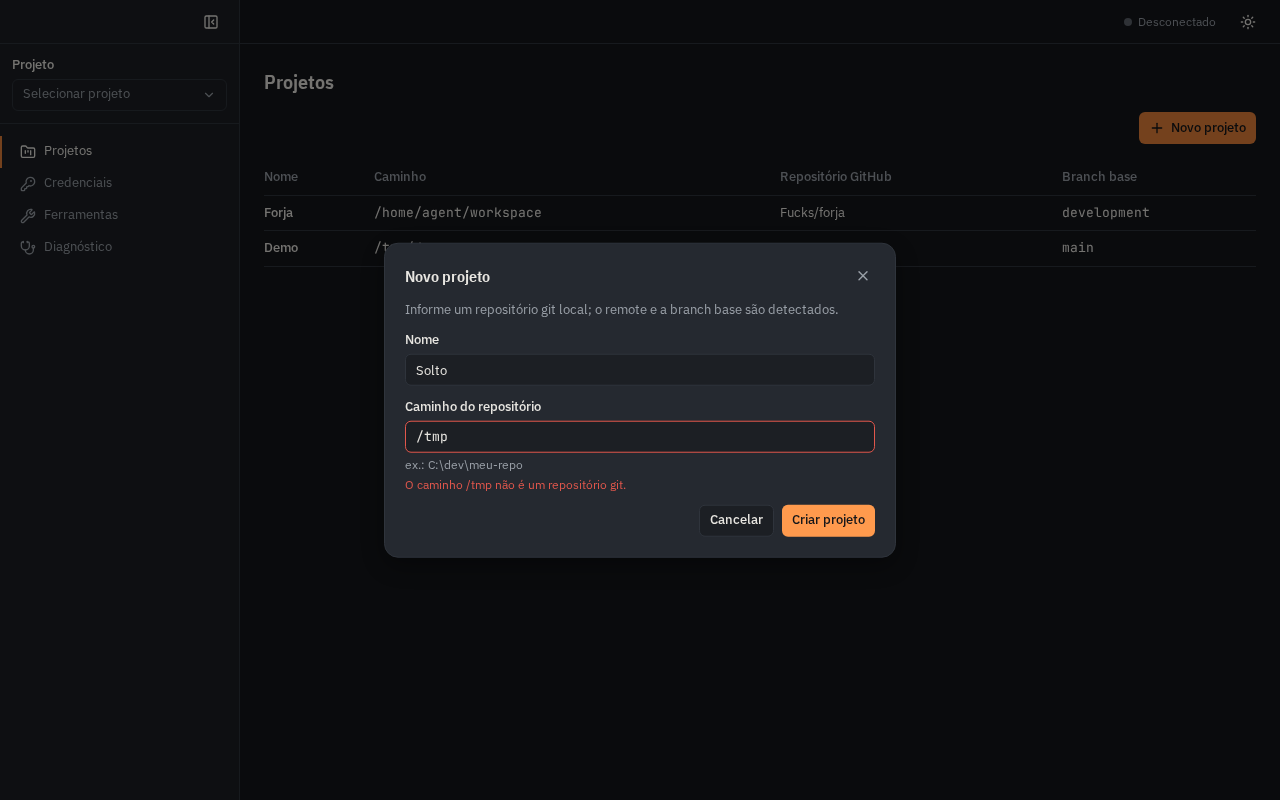 Desconectado
Projeto
Selecionar projeto
Projetos
Credenciais
Ferramentas
Diagnóstico
Projetos
Novo projeto
Nome Caminho Repositório GitHub Branch base
Forja /home/agent/workspace Fucks/forja development
Demo main
Novo projeto
Informe um repositório git local; o remote e a branch base são detectados.
Nome
Solto
Caminho do repositório
/tmp
ex.: C:\dev\meu-repo
O caminho /tmp não é um repositório git.
Cancelar Criar projeto